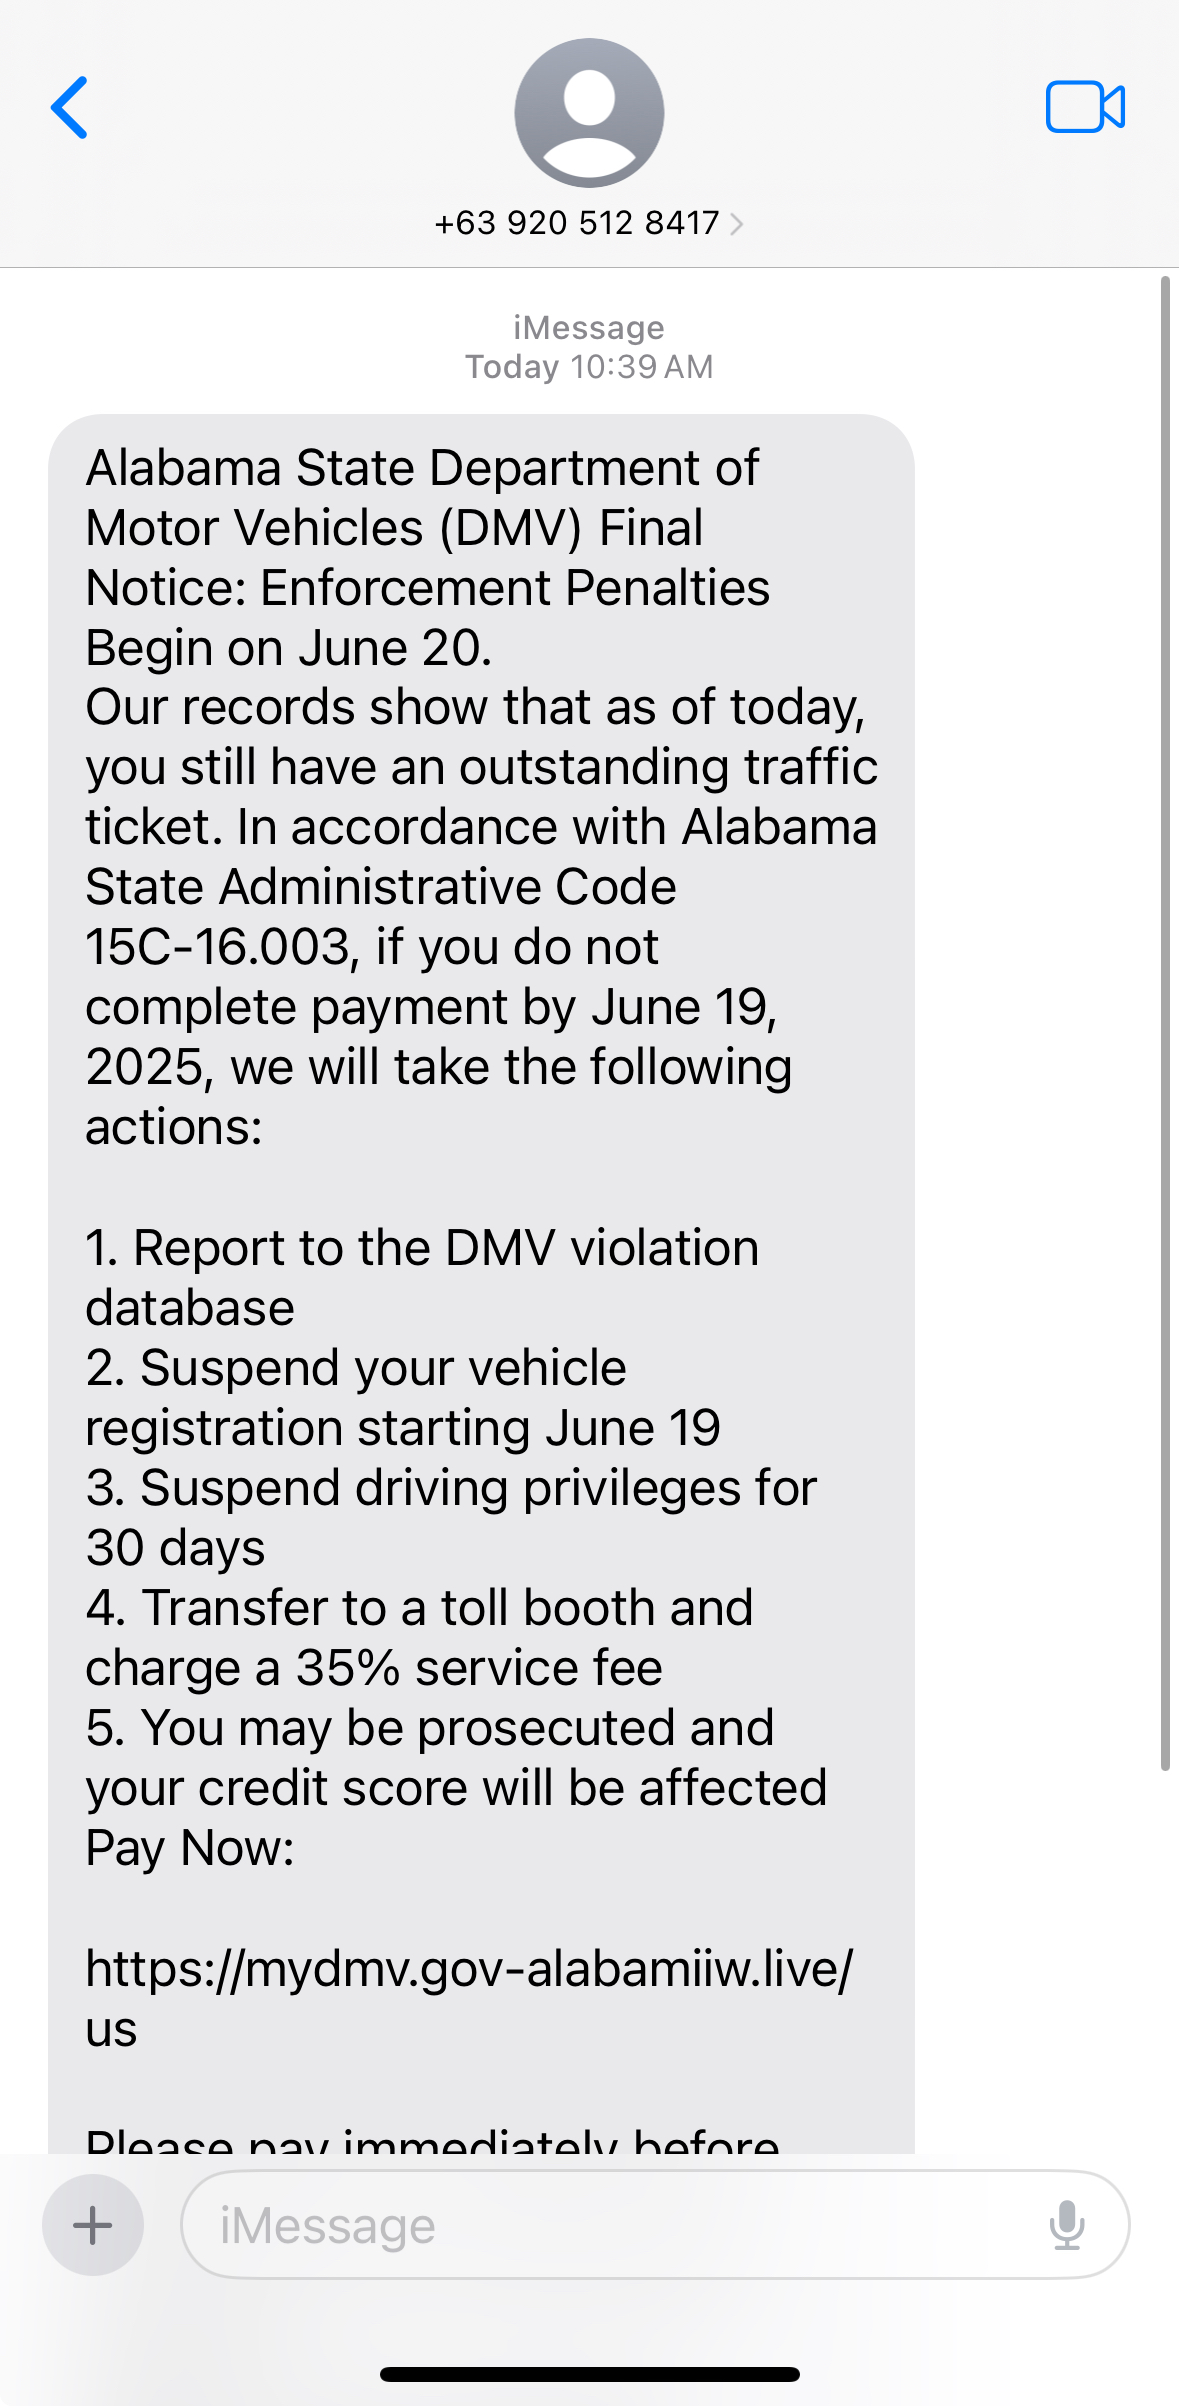 +63 920 512 8417
iMessage
Today 10:39 AM
Alabama State Department of
Motor Vehicles (DMV) Final
Notice: Enforcement Penalties
Begin on June 20.
Our records show that as of today,
you still have an outstanding traffic
ticket. In accordance with Alabama
State Administrative Code
15C-16.003, if you do not
complete payment by June 19,
2025, we will take the following
actions:
1. Report to the DMV violation
database
2. Suspend your vehicle
registration starting June 19
3. Suspend driving privileges for
30 days
4. Transfer to a toll booth and
charge a 35% service fee
5. You may be prosecuted and
your credit score will be affected
Pay Now:
https://mydmv.gov-alabamiiw.live/
us
Please pay immediately before
iMessage